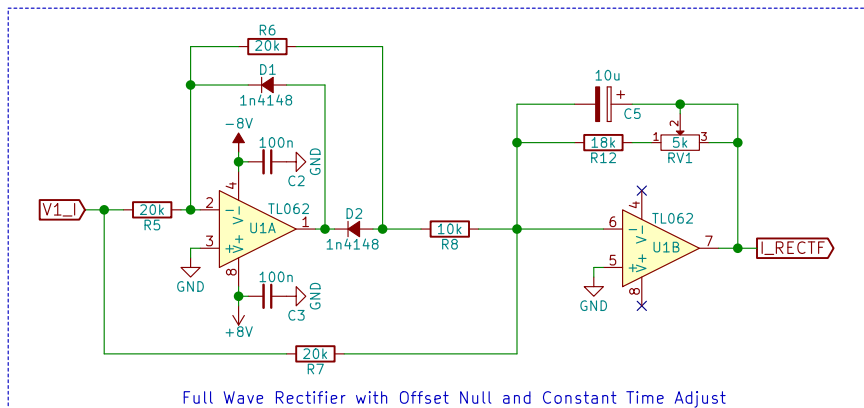 R6
20k
D1
1n4148
-8V
100n
C2
GND
V1_I
20k
R5
2
3
4
8
1
TL062
U1A
V-
V+
-
+
GND
100n
C3
GND
+8V
D2
1n4148
10k
R8
20k
R7
10u
+
C5
18k
R12
1
2
3
5k
RV1
6
5
4
8
7
TL062
U1B
V-
V+
-
+
GND
I_RECTF
Full Wave Rectifier with Offset Null and Constant Time Adjust